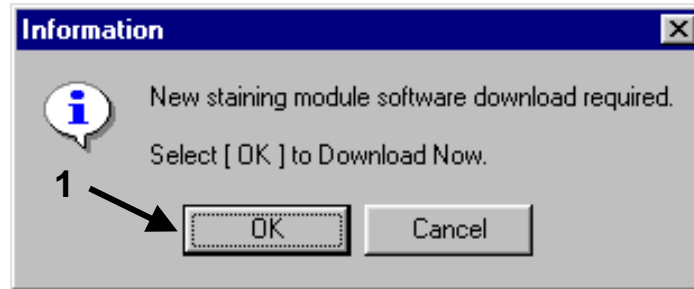 Information
New staining module software download required.
Select [ OK ] to Download Now.
1
OK
Cancel